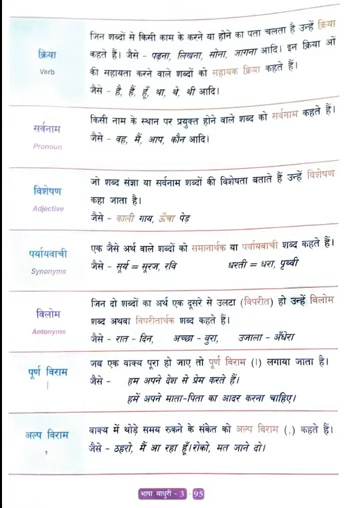 जिन शब्दों से किसी काम के करने या होने का पता चलता है उन्हें क्रिया
क्रिया
Verb
कहते हैं। जैसे - पढ़ना, लिखना, सोना, जागना आदि। इन क्रिया ओं
की सहायता करने वाले शब्दों को सहायक क्रिया कहते हैं।
जैसे - है, हैं, हूँ, था, थे, थी आदि।
सर्वनाम
Pronoun
किसी नाम के स्थान पर प्रयुक्त होने वाले शब्द को सर्वनाम कहते हैं।
जैसे - वह, मैं, आप, कौन आदि।
विशेषण
Adjective
जो शब्द संज्ञा या सर्वनाम शब्दों की विशेषता बताते हैं उन्हें विशेषण
कहा जाता है।
जैसे - काली गाय, ऊँचा पेड़
पर्यायवाची
Synonyms
एक जैसे अर्थ वाले शब्दों को समानार्थक या पर्यायवाची शब्द कहते हैं।
जैसे - सूर्य = सूरज, रवि धरती = धरा, पृथ्वी
विलोम
Antonyms
जिन दो शब्दों का अर्थ एक दूसरे से उलटा (विपरीत) हो उन्हें विलोम
शब्द अथवा विपरीतार्थक शब्द कहते हैं।
जैसे - रात - दिन, अच्छा - बुरा, उजाला - अँधेरा
पूर्ण विराम
।
जब एक वाक्य पूरा हो जाए तो पूर्ण विराम (।) लगाया जाता है।
जैसे - हम अपने देश से प्रेम करते हैं।
हमें अपने माता-पिता का आदर करना चाहिए।
अल्प विराम
,
वाक्य में थोड़े समय रुकने के संकेत को अल्प विराम (,) कहते हैं।
जैसे - ठहरो, मैं आ रहा हूँ।रोको, मत जाने दो।
भाषा माधुरी - 3 95